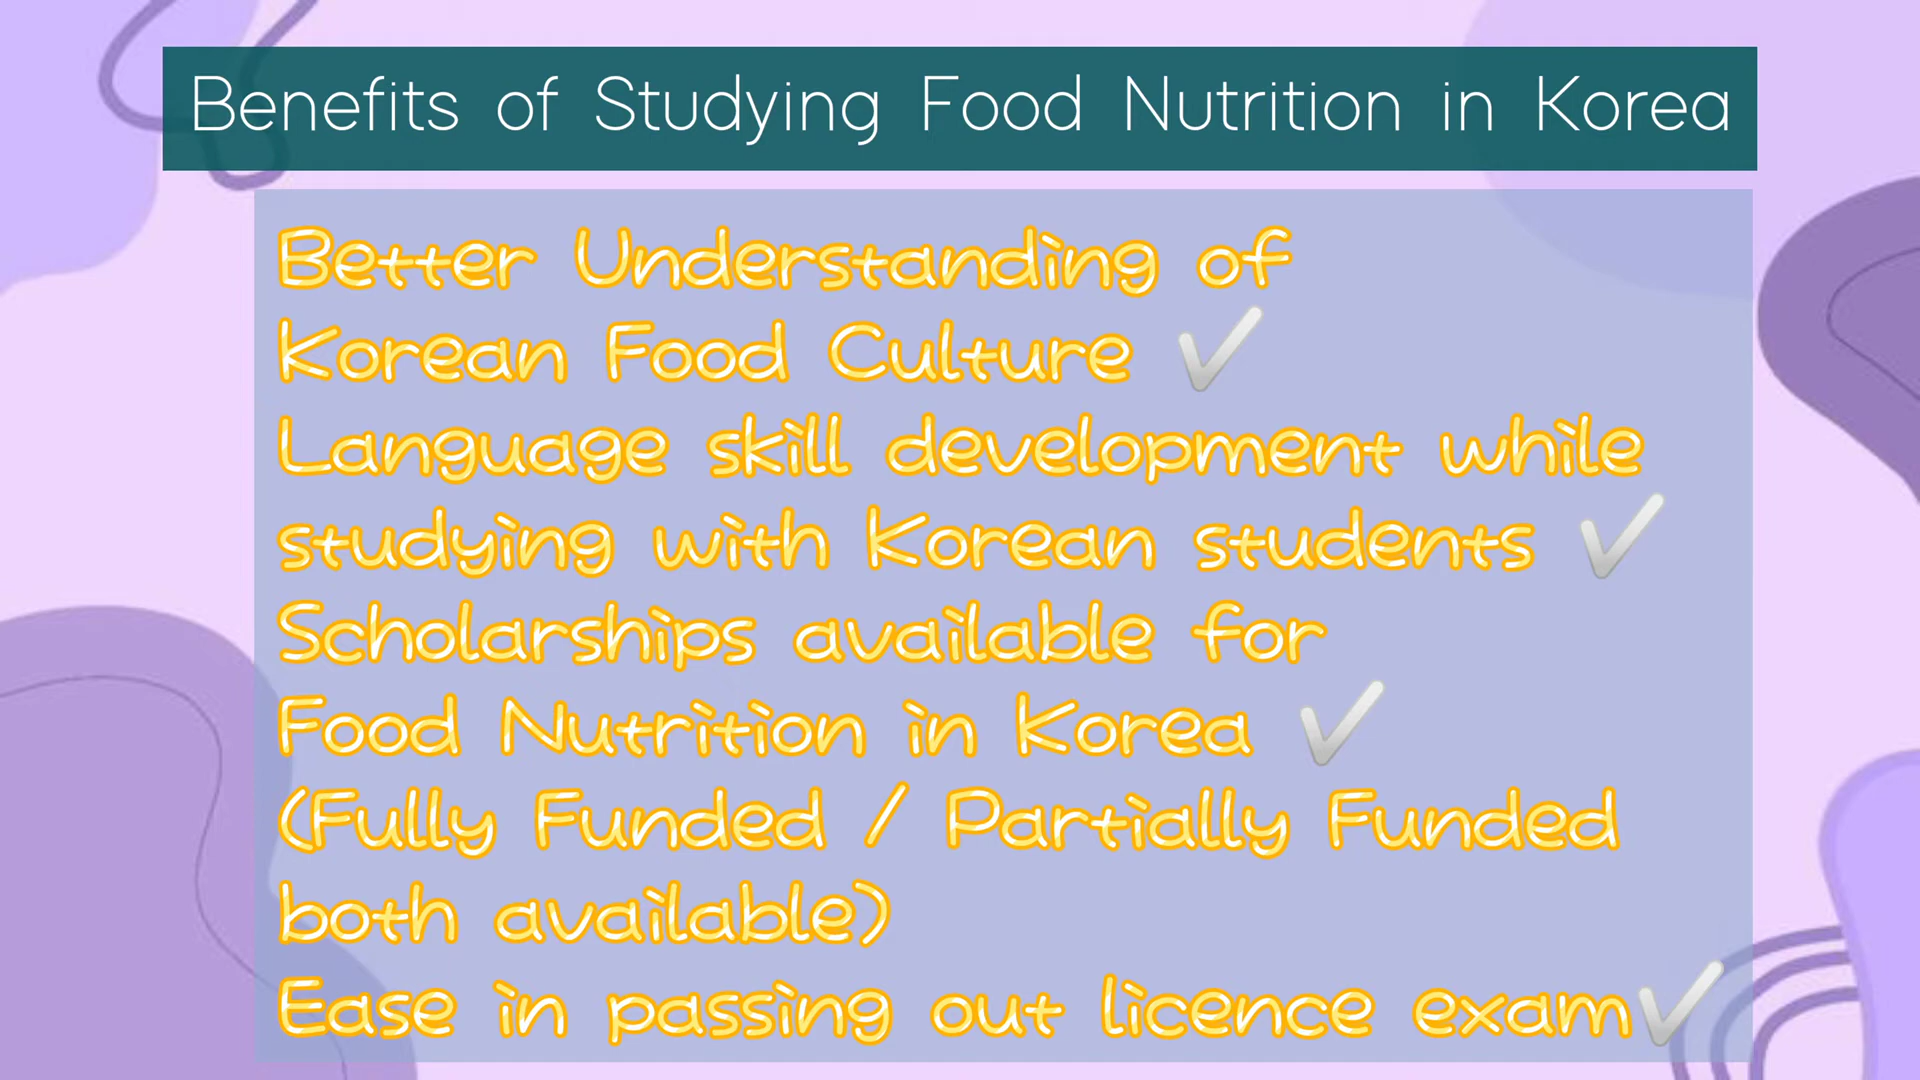 Benefits of Studying Food Nutrition in Korea
Better Understanding of
Korean Food Culture ✔
Language skill development while
studying with Korean students ✔
Scholarships available for
Food Nutrition in Korea ✔
(Fully Funded / Partially Funded
both available)
Ease in passing out licence exam✔